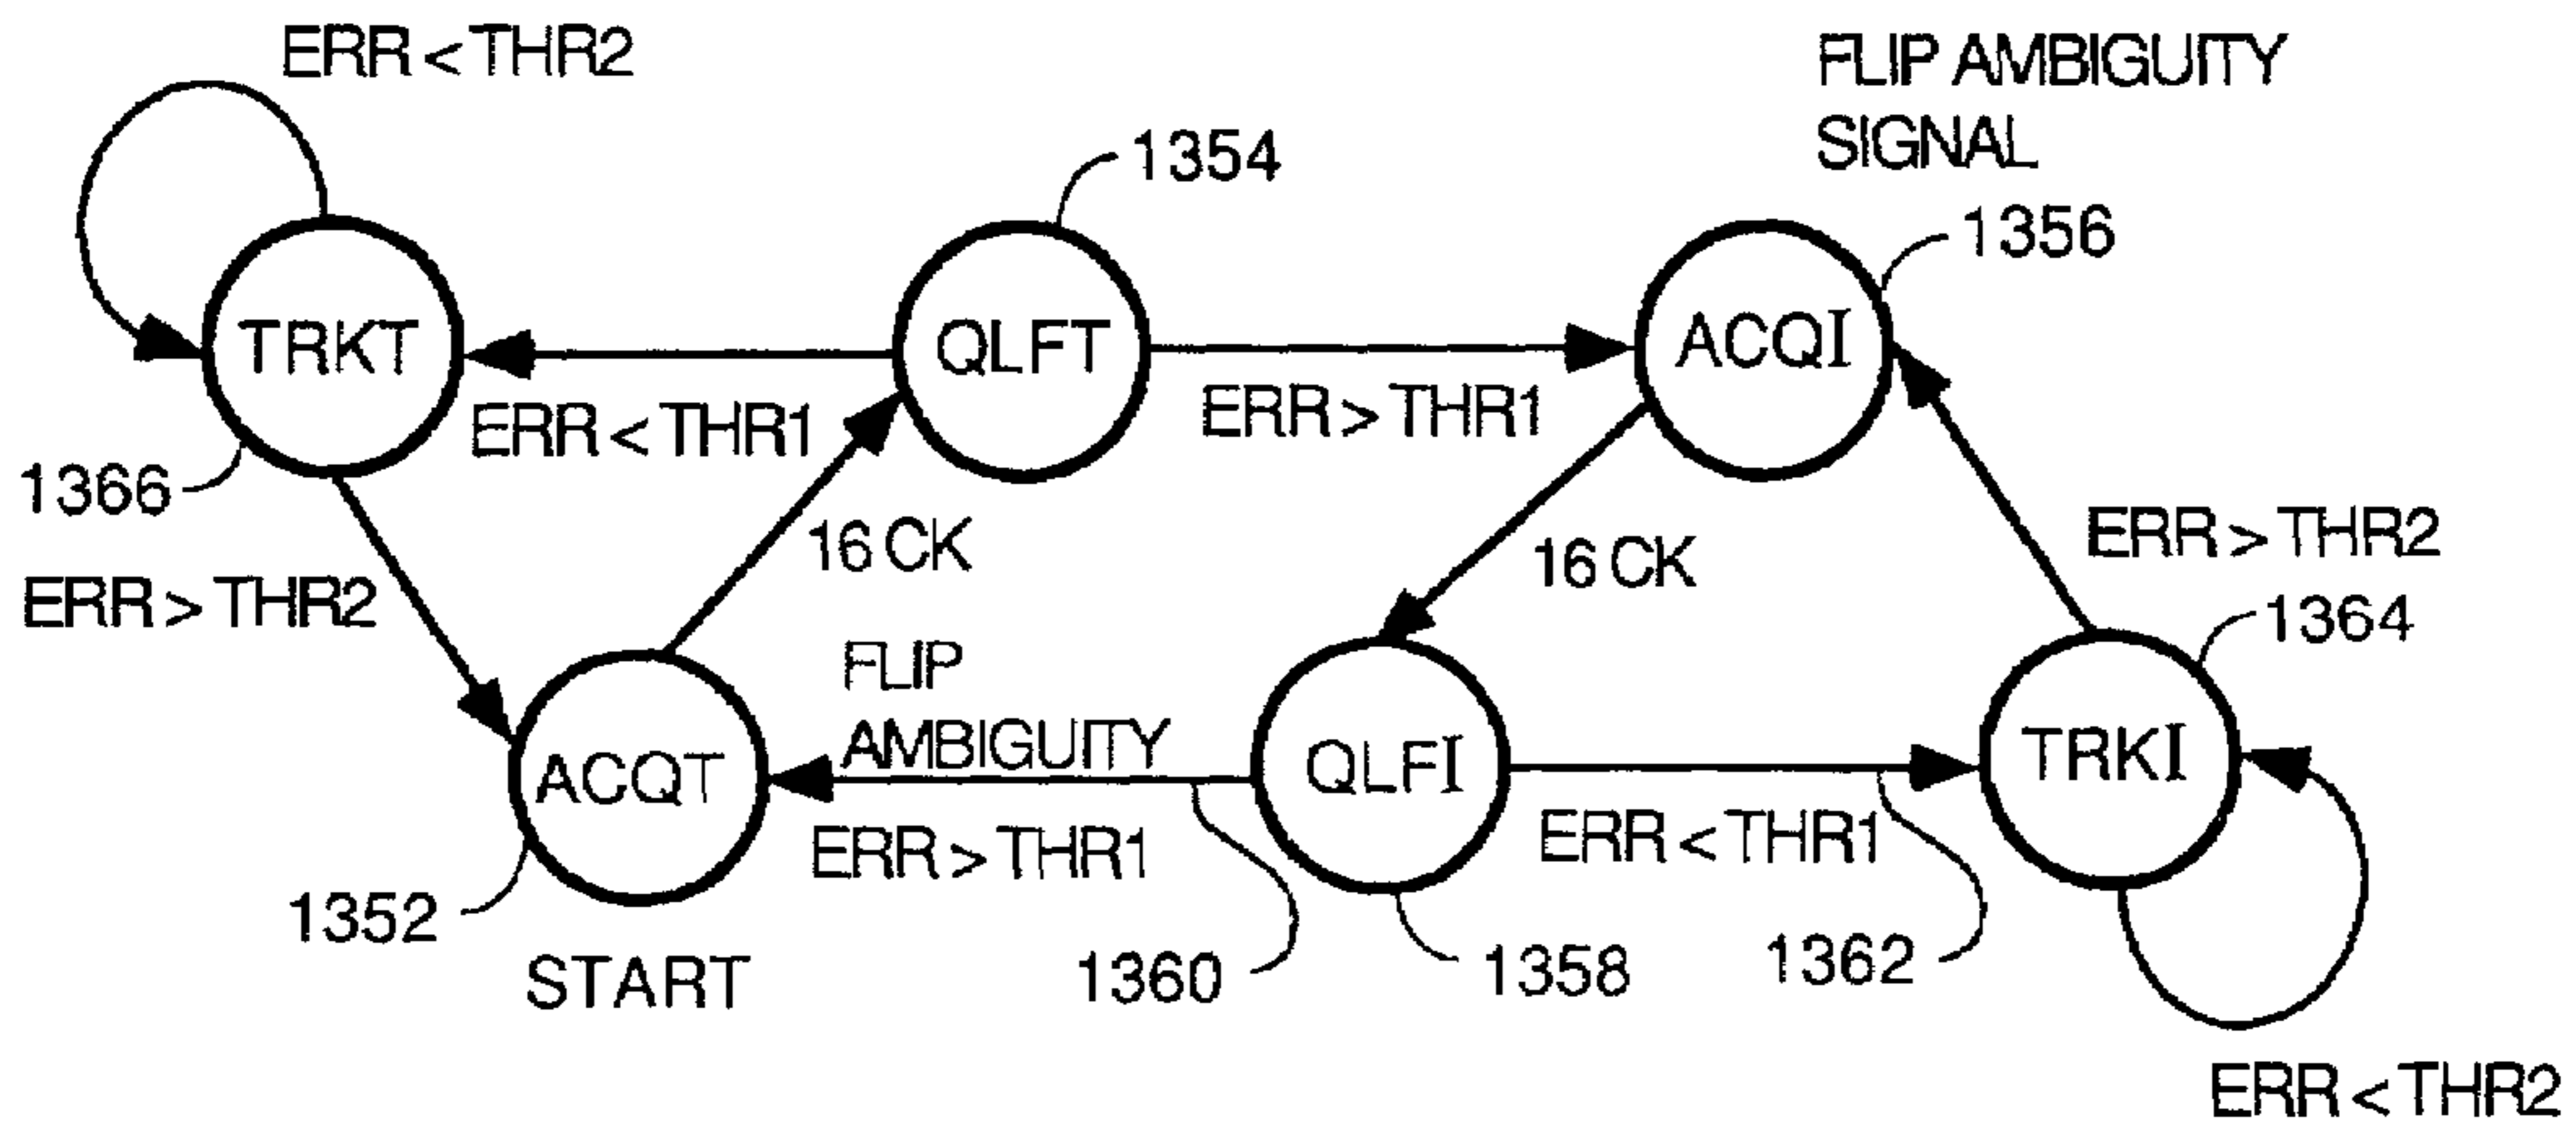 ERR < THR2
FLIP AMBIGUITY
SIGNAL
1354
1356
TRKT
QLFT
ACQI
ERR < THR1
ERR > THR1
1366
16 CK
16 CK
ERR > THR2
ERR > THR2
1364
FLIP
AMBIGUITY
ACQT
QLFI
TRKI
ERR > THR1
ERR < THR1
1352
1360
1358
1362
START
ERR < THR2